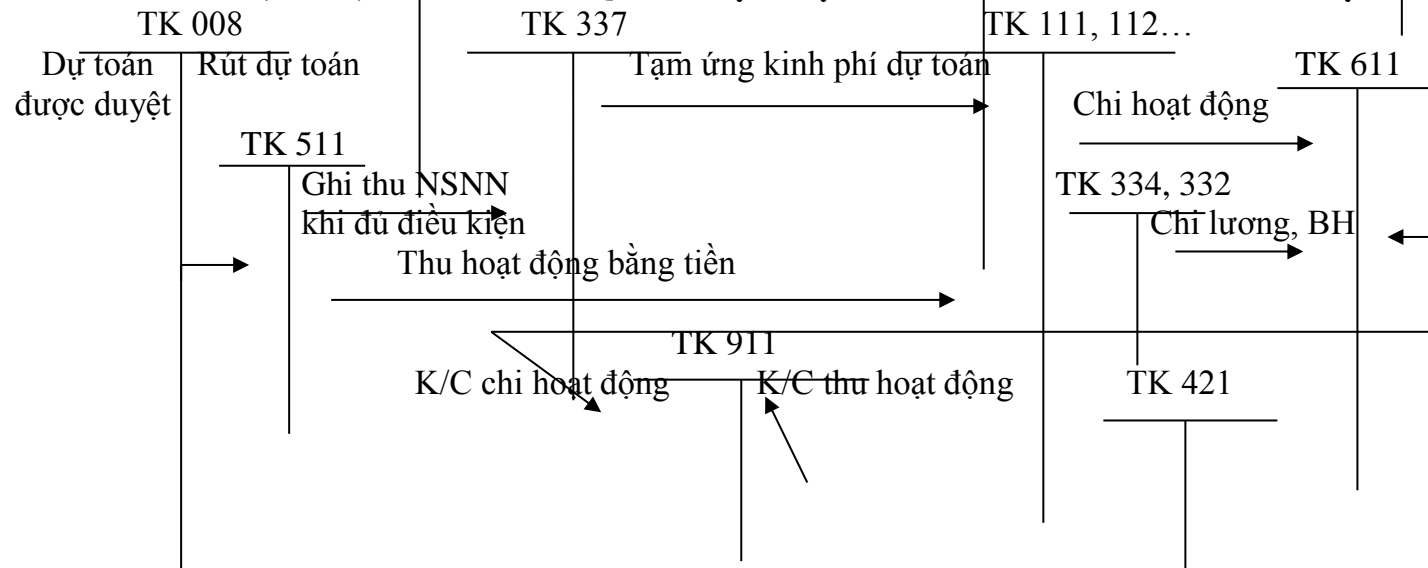 TK 008
TK 337
TK 111, 112…
Dự toán
được duyệt
Rút dự toán
Tạm ứng kinh phí dự toán
TK 611
Chi hoạt động
TK 511
Ghi thu NSNN
khi đủ điều kiện
TK 334, 332
Chi lương, BH
Thu hoạt động bằng tiền
TK 911
K/C chi hoạt động
K/C thu hoạt động
TK 421